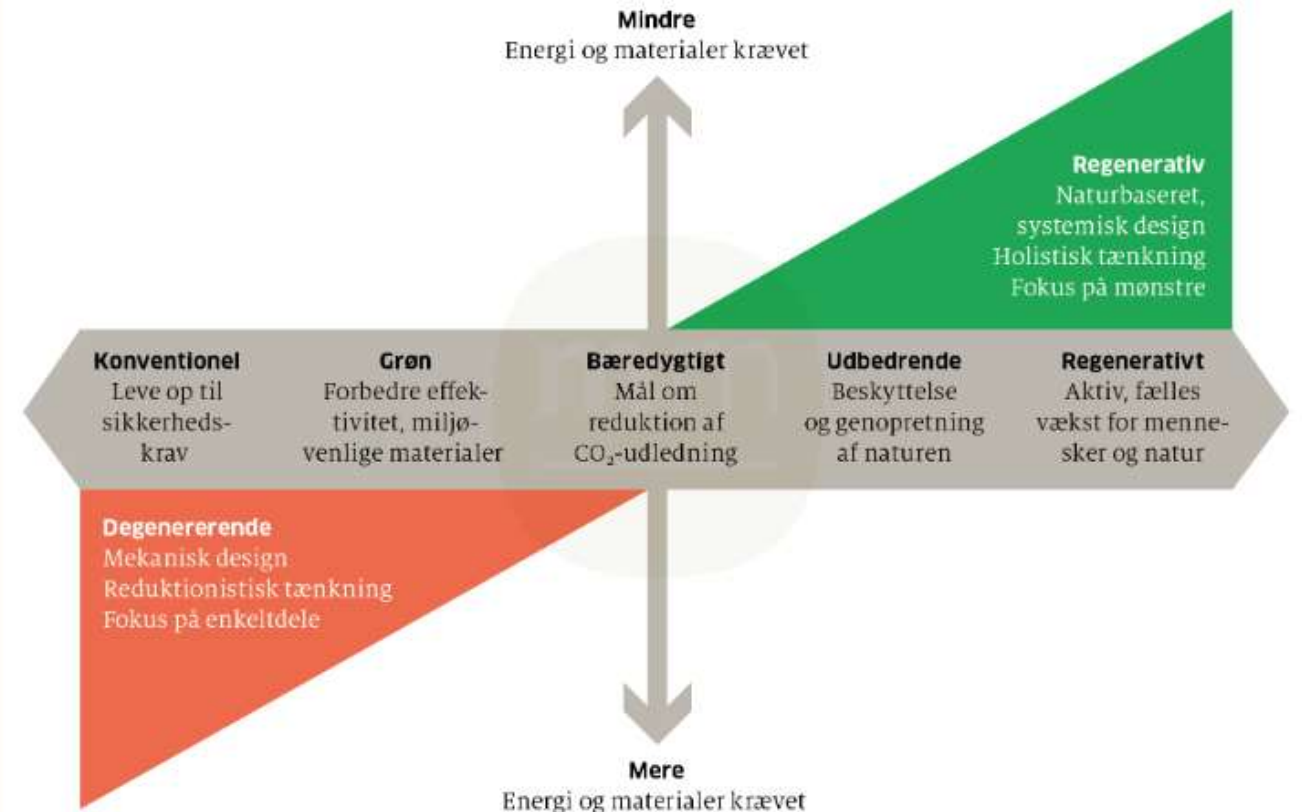 Mindre
Energi og materialer krævet
Regenerativ
Naturbaseret,
systemisk design
Holistisk tænkning
Fokus på mønstre
Konventionel
Leve op til
sikkerheds-
krav
Grøn
Forbedre effek-
tivitet, miljø-
venlige materialer
Bæredygtigt
Mål om
reduktion af
CO₂-udledning
Udbedrende
Beskyttelse
og genopretning
af naturen
Regenerativt
Aktiv, fælles
vækst for menne-
sker og natur
Degenererende
Mekanisk design
Reduktionistisk tænkning
Fokus på enkeltdele
Mere
Energi og materialer krævet